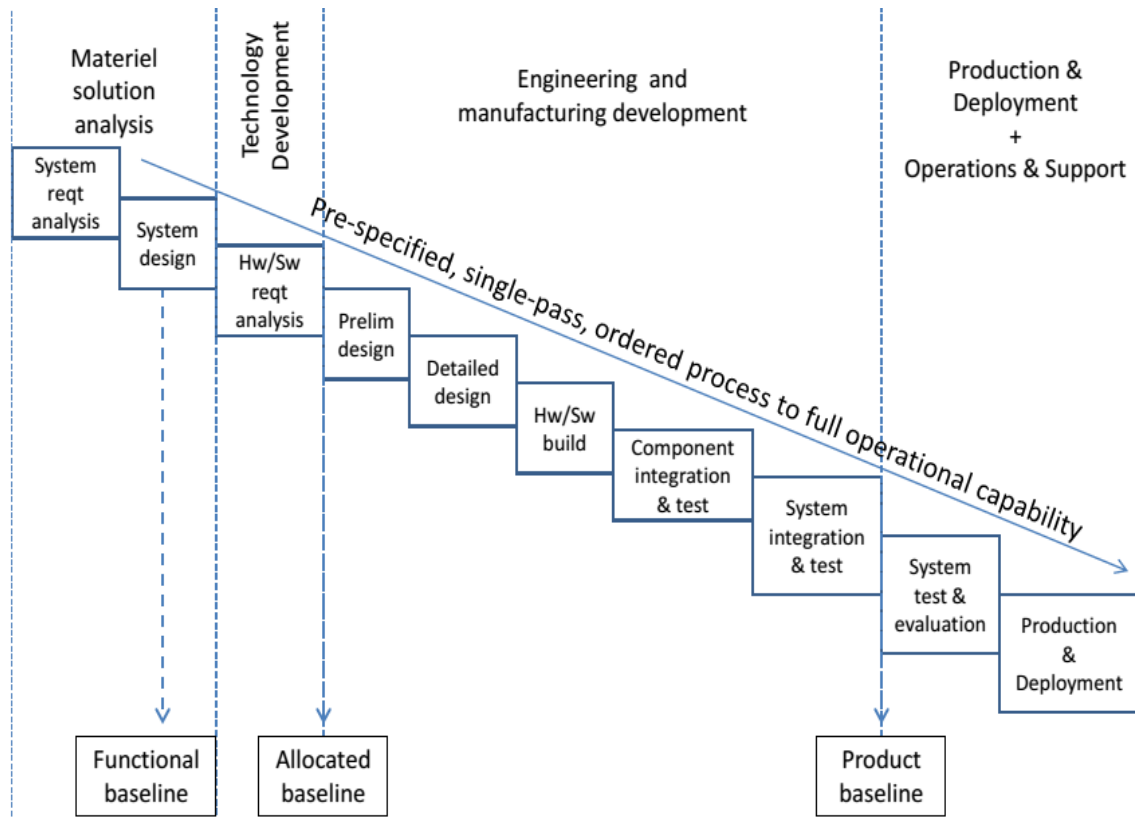 Materiel
solution
analysis
Technology
Development
Engineering and
manufacturing development
Production &
Deployment
+
Operations & Support
System
reqt
analysis
System
design
Hw/Sw
reqt
analysis
Prelim
design
Detailed
design
Hw/Sw
build
Component
integration
& test
System
integration
& test
System
test &
evaluation
Production
&
Deployment
Pre-specified, single-pass, ordered process to full operational capability
Functional
baseline
Allocated
baseline
Product
baseline